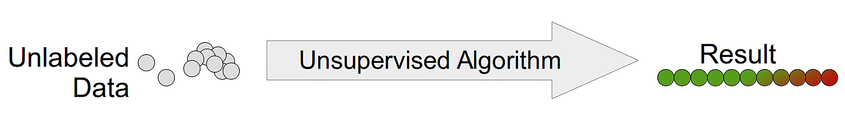 Unlabeled
Data
Unsupervised Algorithm
Result